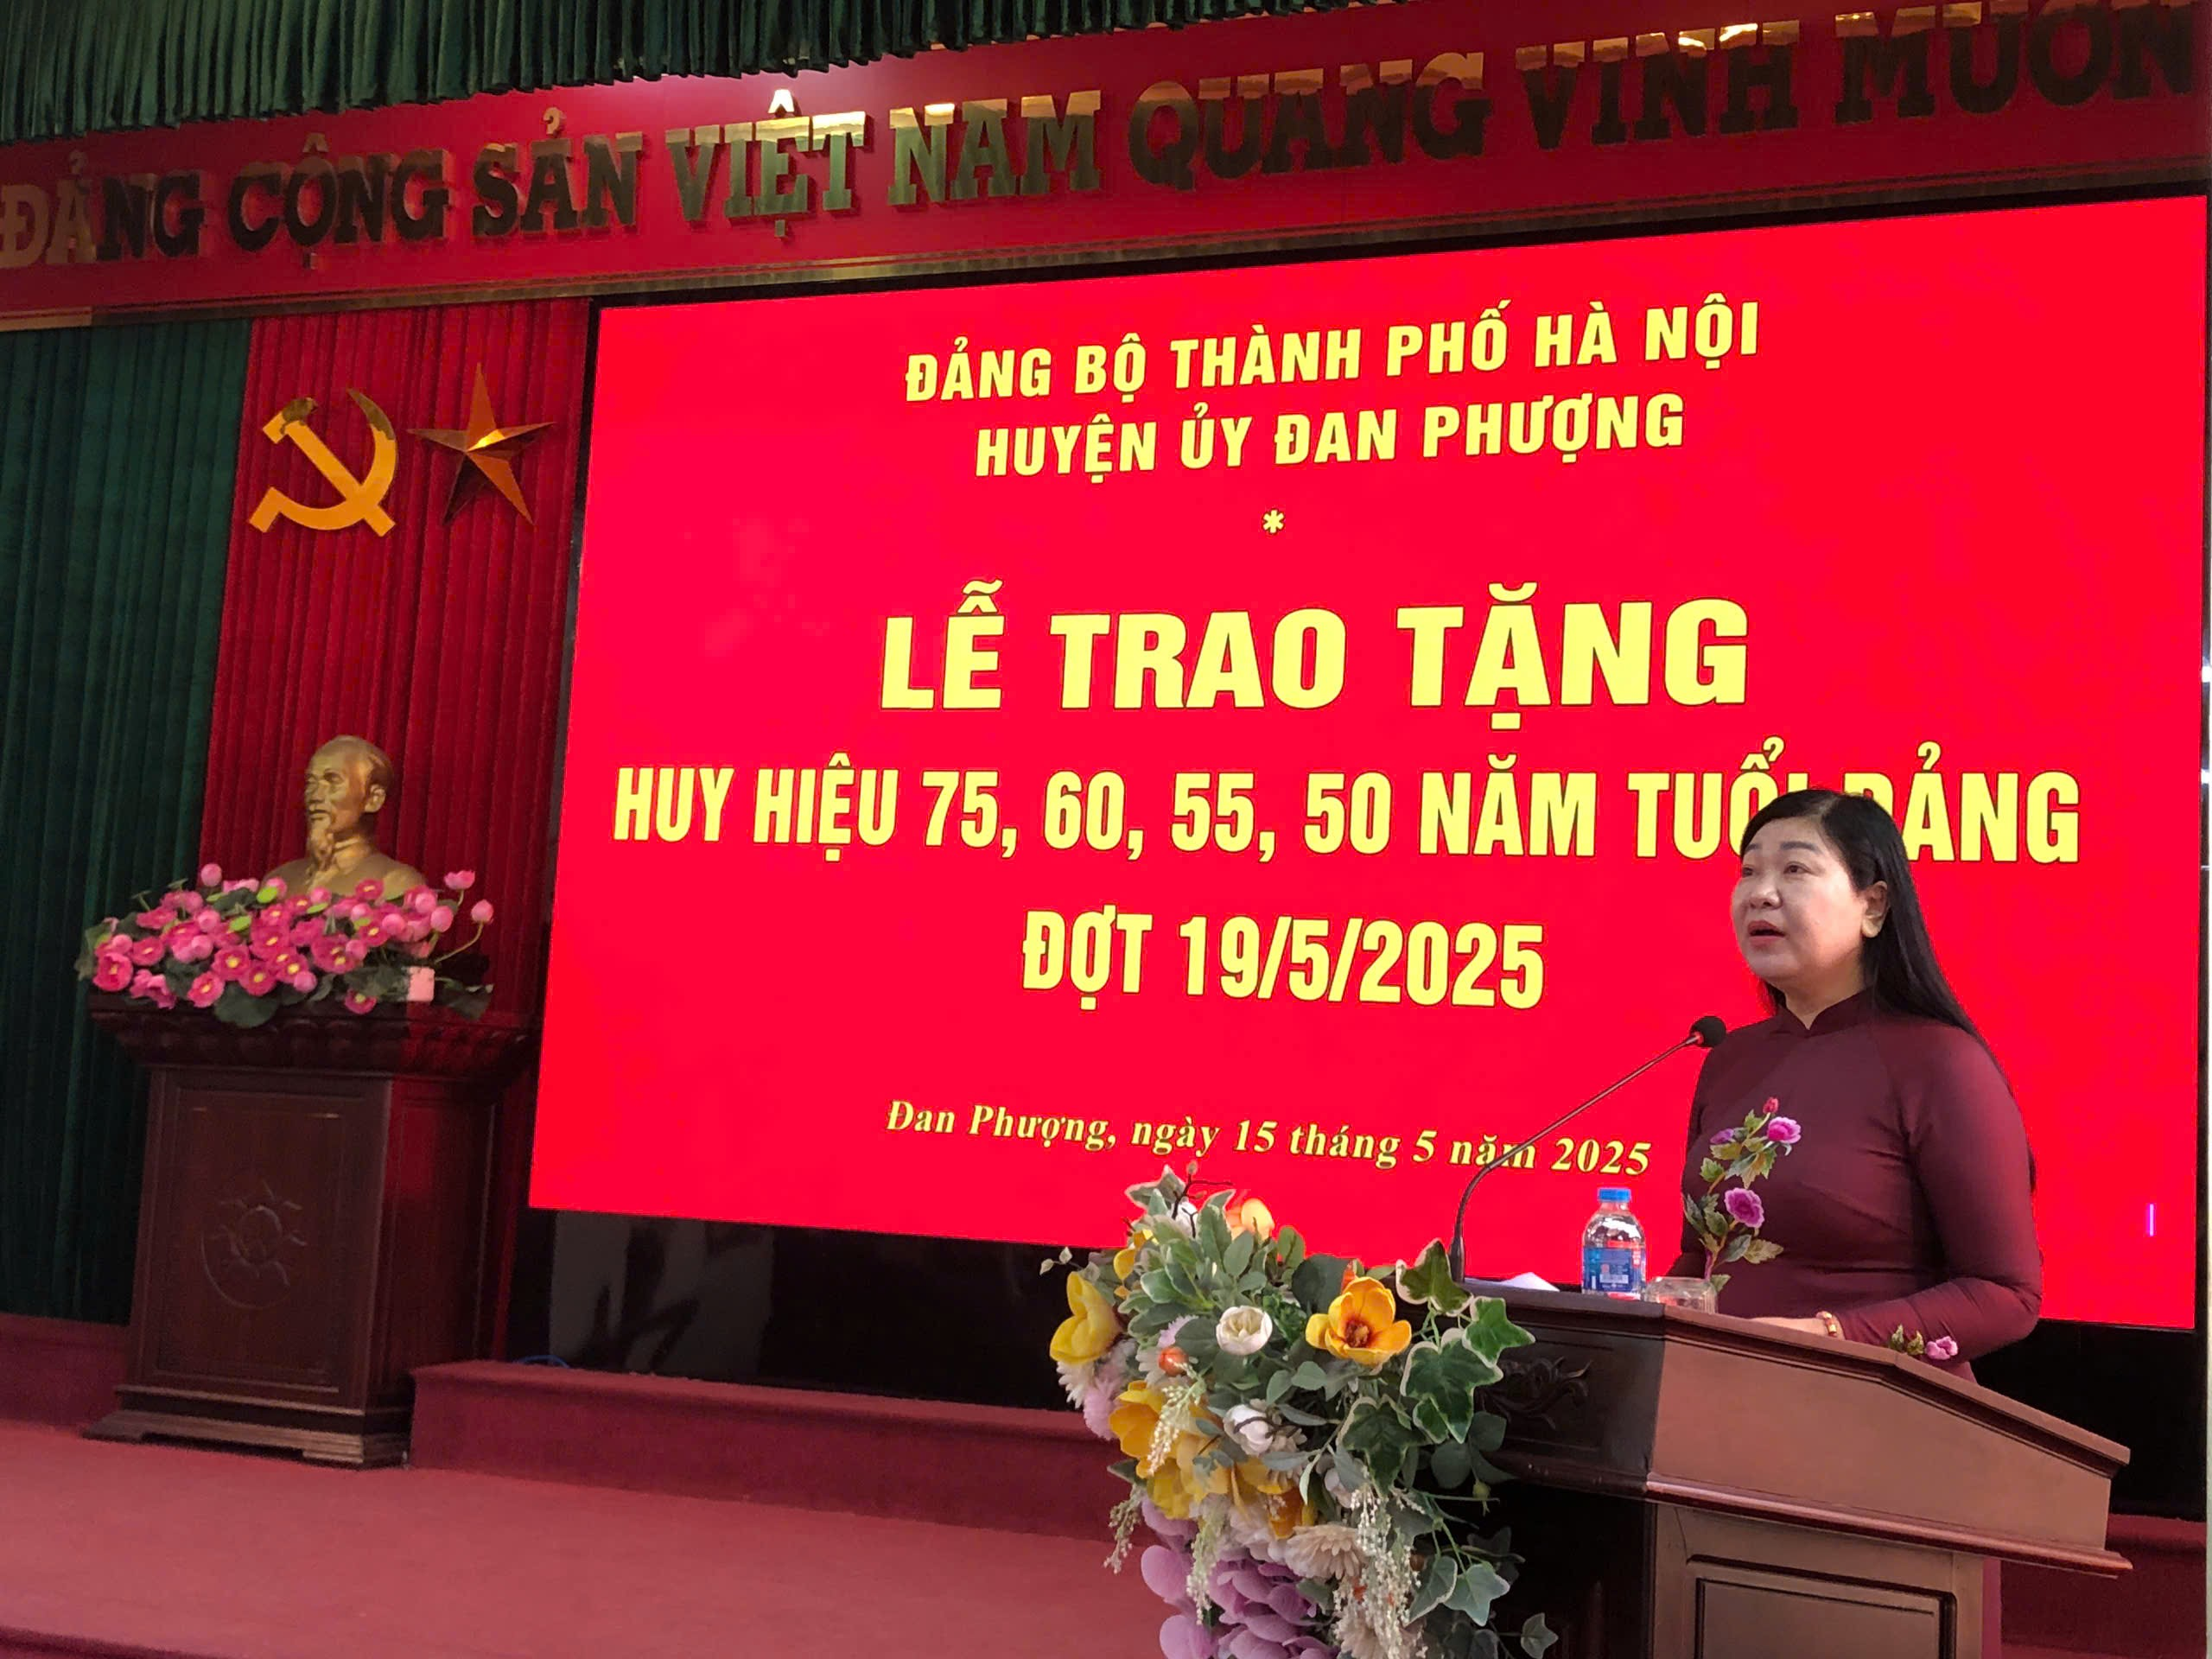 ĐẢNG CỘNG SẢN VIỆT NAM QUANG VINH MUÔN
ĐẢNG BỘ THÀNH PHỐ HÀ NỘI
HUYỆN ỦY ĐAN PHƯỢNG
*
LỄ TRAO TẶNG
HUY HIỆU 75, 60, 55, 50 NĂM TUỔI ĐẢNG
ĐỢT 19/5/2025
Đan Phượng, ngày 15 tháng 5 năm 2025